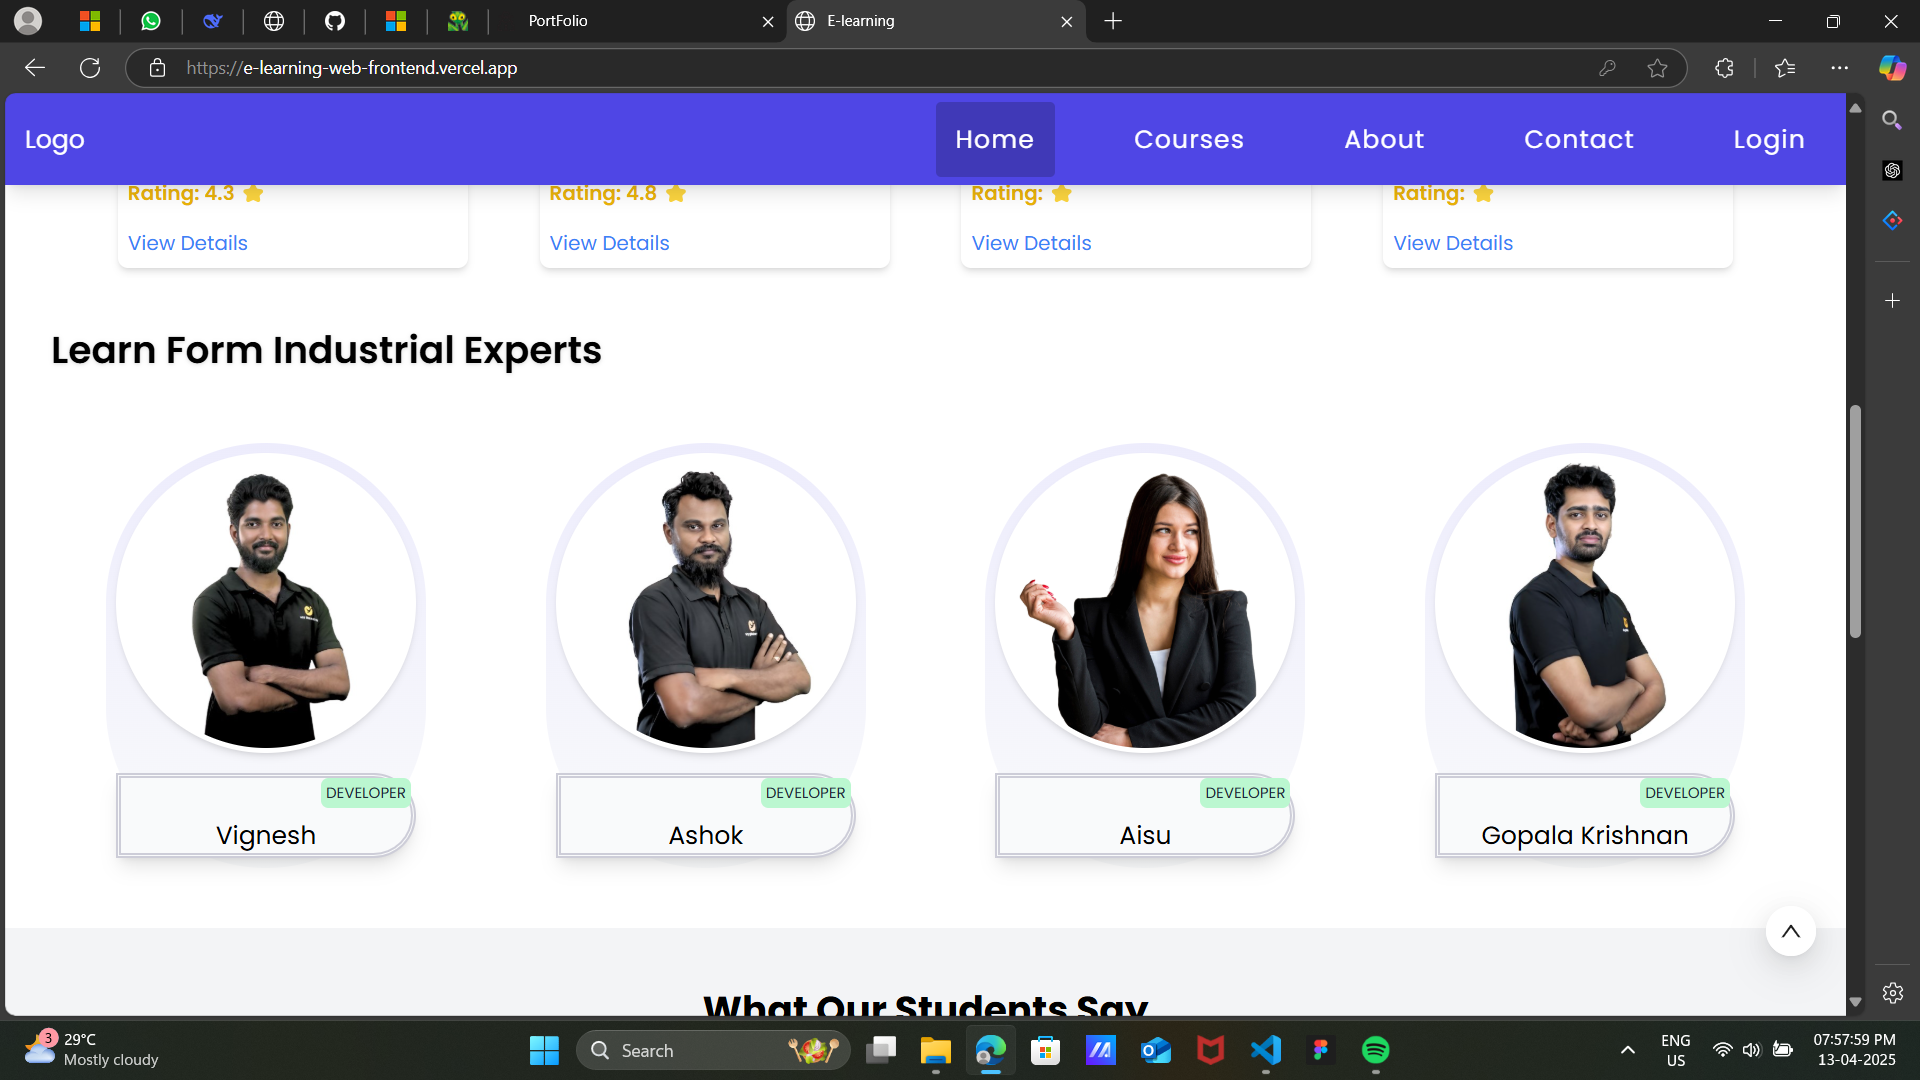 PortFolio
E-learning
https://e-learning-web-frontend.vercel.app
Logo
Home
Courses
About
Contact
Login
Rating: 4.3
Rating: 4.8
Rating:
Rating:
View Details
View Details
View Details
View Details
Learn Form Industrial Experts
DEVELOPER
DEVELOPER
DEVELOPER
DEVELOPER
Vignesh
Ashok
Aisu
Gopala Krishnan
What Our Students Say
3
29°C
Mostly cloudy
Search
ENG
US
07:57:59 PM
13-04-2025